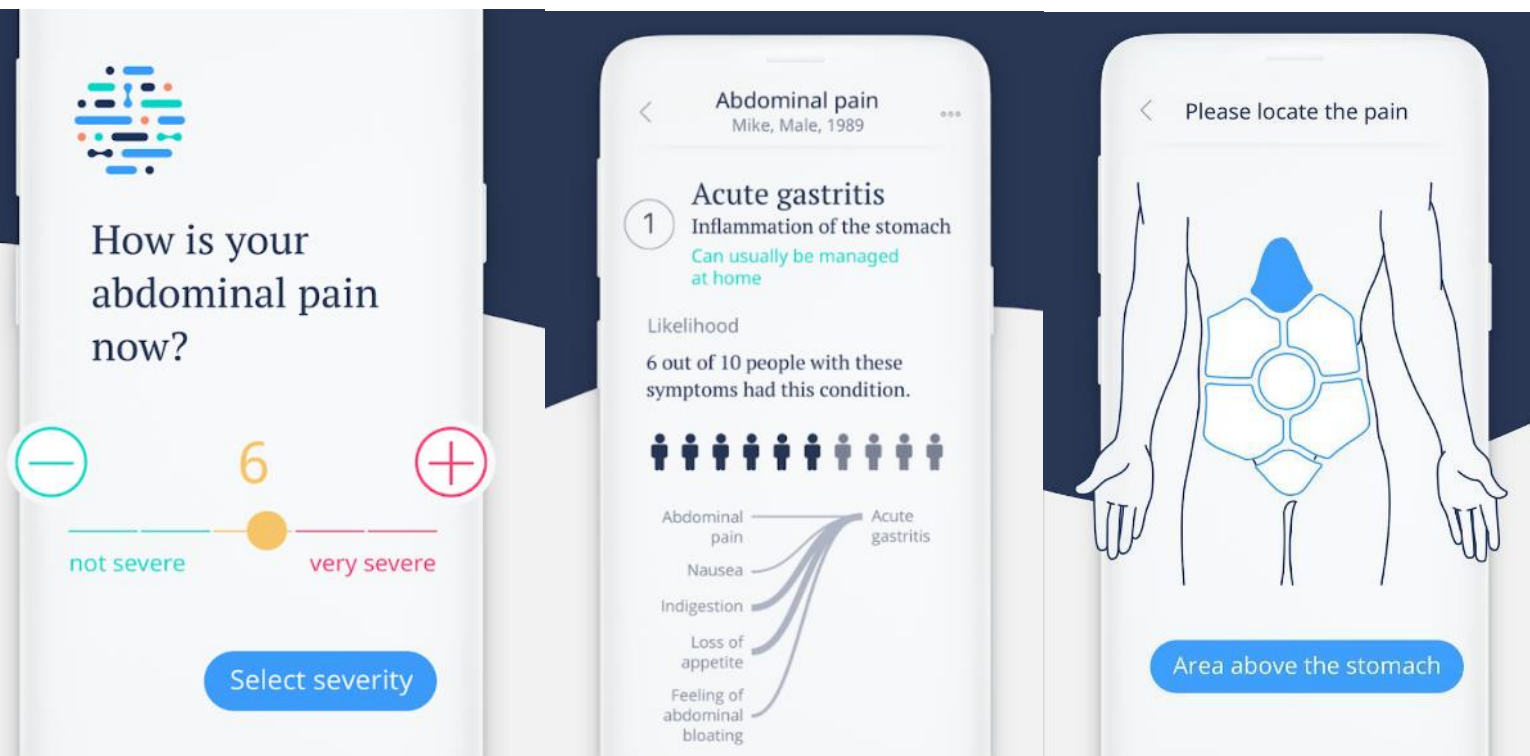 How is your
abdominal pain
now?
6
not severe
very severe
Select severity
Abdominal pain
Mike, Male, 1989
1
Acute gastritis
Inflammation of the stomach
Can usually be managed
at home
Likelihood
6 out of 10 people with these
symptoms had this condition.
Abdominal
pain
Nausea
Indigestion
Loss of
appetite
Feeling of
abdominal
bloating
Acute
gastritis
Please locate the pain
Area above the stomach